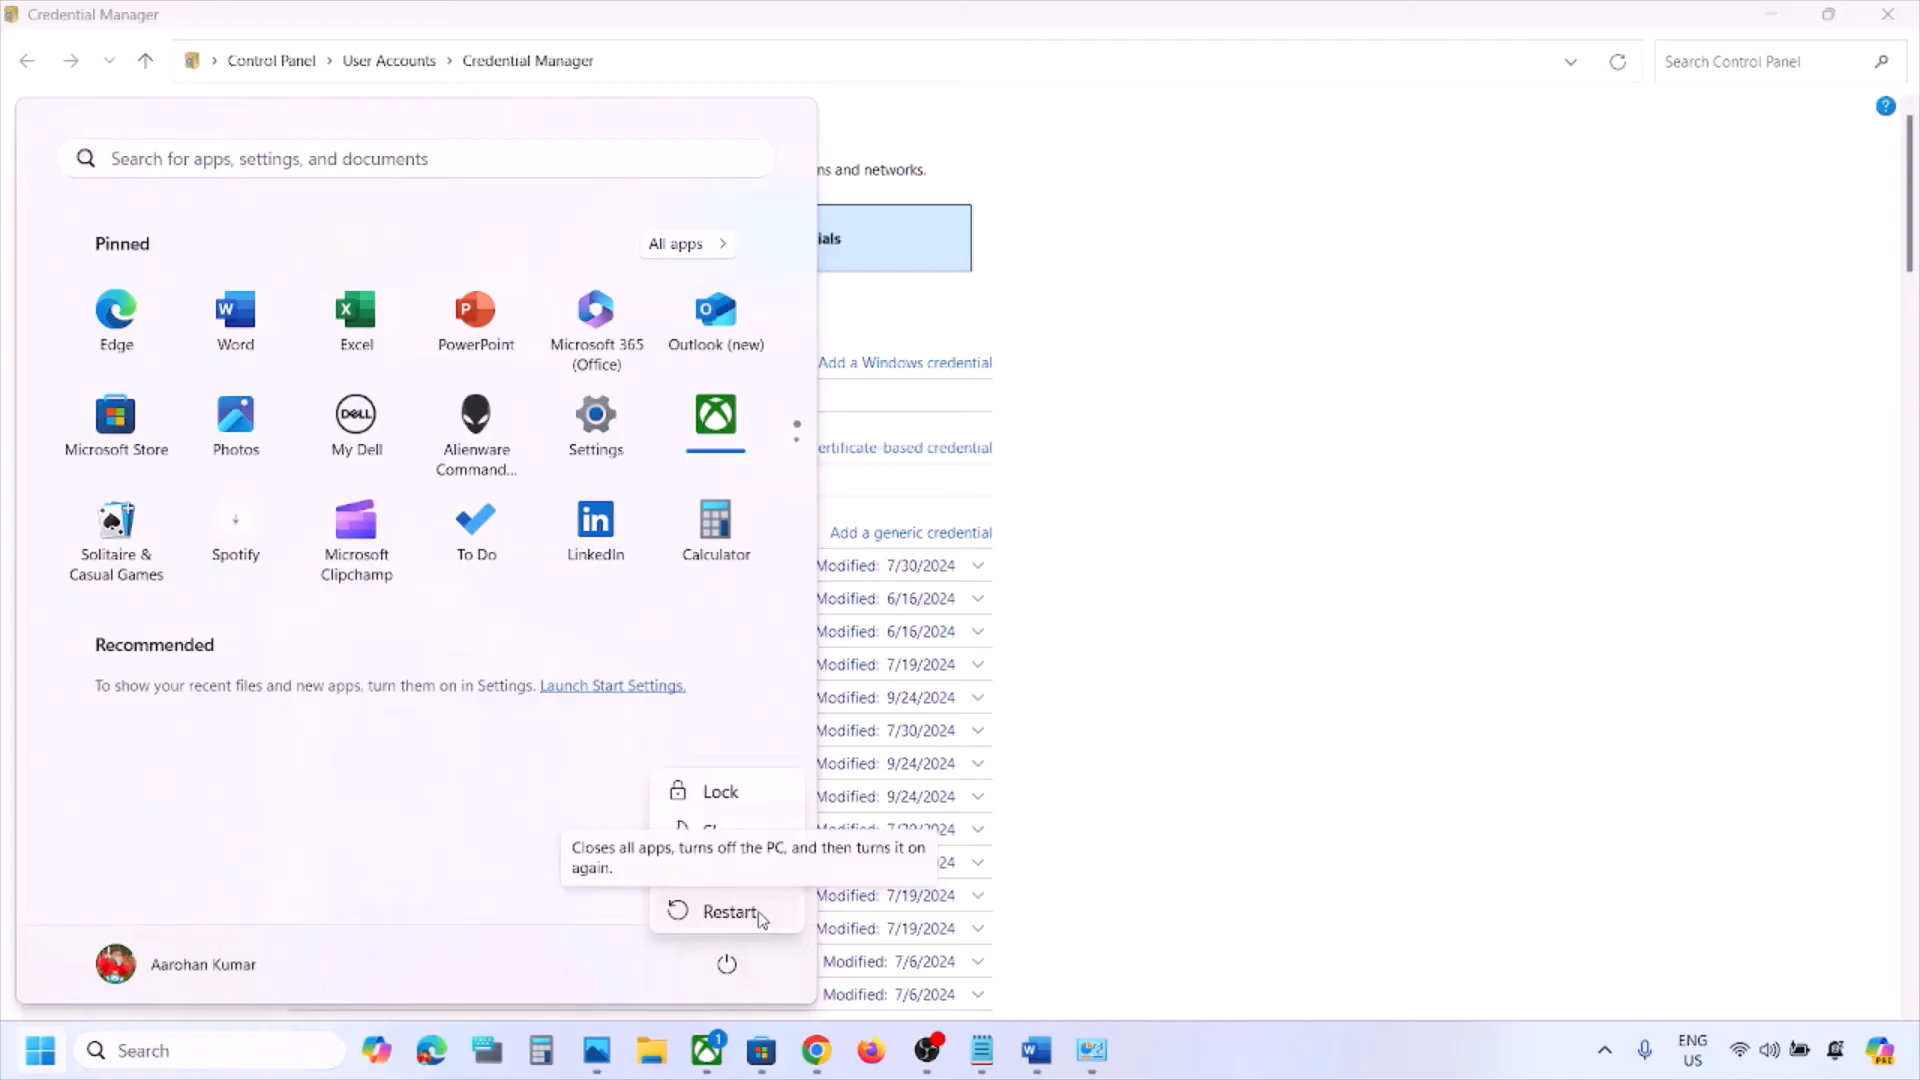 Credential Manager
Control Panel > User Accounts > Credential Manager
Search Control Panel
Search for apps, settings, and documents
ns and networks.
Pinned
All apps >
ials
Edge
Word
Excel
PowerPoint
Microsoft 365
(Office)
Outlook (new)
Add a Windows credential
Microsoft Store
Photos
My Dell
Alienware
Command...
Settings
ertificate-based credential
Solitaire &
Casual Games
Spotify
Microsoft
Clipchamp
To Do
LinkedIn
Calculator
Add a generic credential
Modified: 7/30/2024
Modified: 6/16/2024
Modified: 6/16/2024
Recommended
Modified: 7/19/2024
To show your recent files and new apps, turn them on in Settings. Launch Start Settings.
Modified: 9/24/2024
Modified: 7/30/2024
Modified: 9/24/2024
Lock
Modified: 9/24/2024
Closes all apps, turns off the PC, and then turns it on
again.
24
Modified: 7/19/2024
Restart
Modified: 7/19/2024
Aarohan Kumar
Modified: 7/6/2024
Modified: 7/6/2024
Search
ENG
US